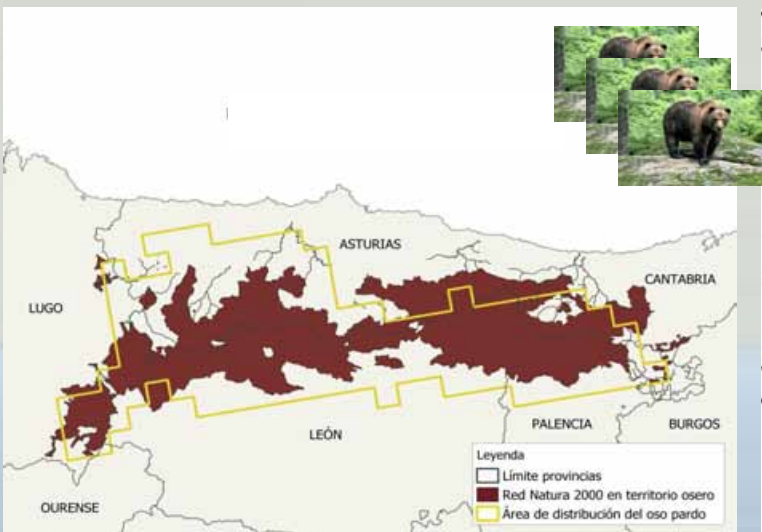 ASTURIAS
CANTABRIA
LUGO
LEÓN
PALENCIA
BURGOS
OURENSE
Leyenda
Límite provincias
Red Natura 2000 en territorio osero
Área de distribución del oso pardo